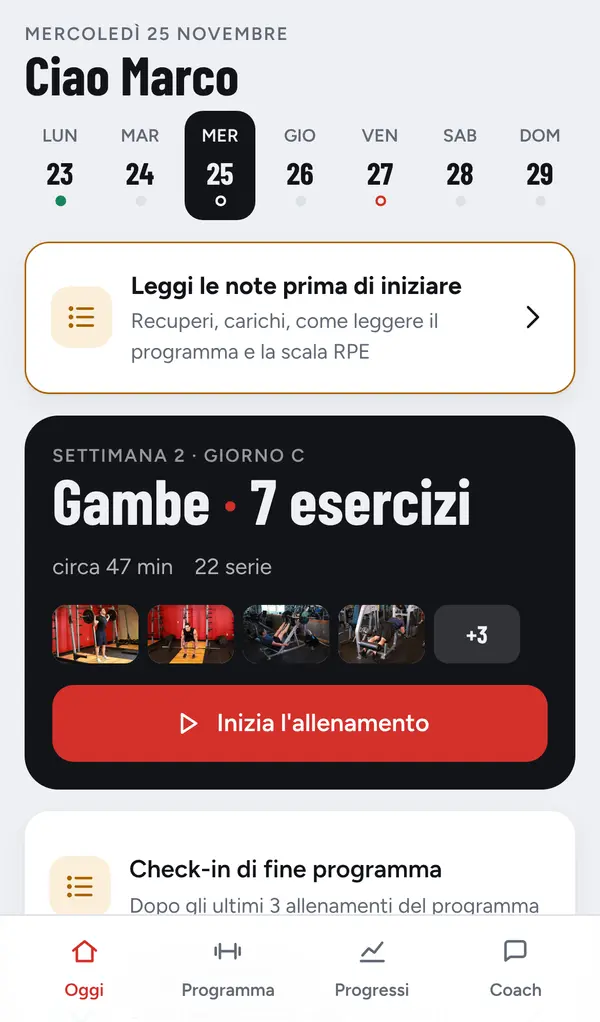 MERCOLEDÌ 25 NOVEMBRE
Ciao Marco
LUN MAR MER GIO VEN SAB DOM
23 24 25 26 27 28 29
Leggi le note prima di iniziare
Recuperi, carichi, come leggere il
programma e la scala RPE
SETTIMANA 2 · GIORNO C
Gambe · 7 esercizi
circa 47 min 22 serie
+3
Inizia l'allenamento
Check-in di fine programma
Dopo gli ultimi 3 allenamenti del programma
Oggi Programma Progressi Coach